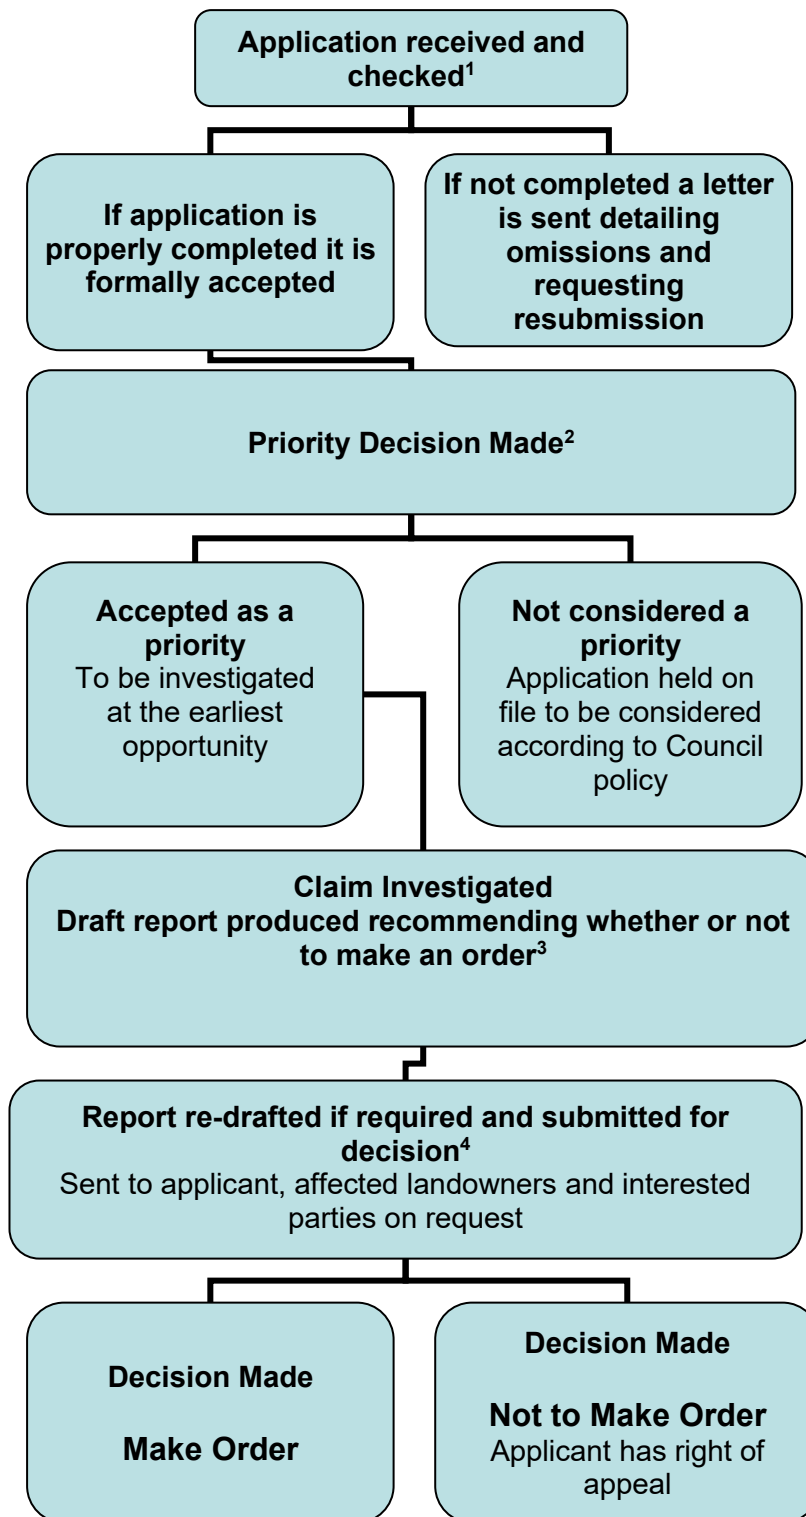 Application received and
checked¹
If application is
properly completed it is
formally accepted
If not completed a letter
is sent detailing
omissions and
requesting
resubmission
Priority Decision Made²
Accepted as a
priority
To be investigated
at the earliest
opportunity
Not considered a
priority
Application held on
file to be considered
according to Council
policy
Claim Investigated
Draft report produced recommending whether or not
to make an order³
Report re-drafted if required and submitted for
decision⁴
Sent to applicant, affected landowners and interested
parties on request
Decision Made
Make Order
Decision Made
Not to Make Order
Applicant has right of
appeal